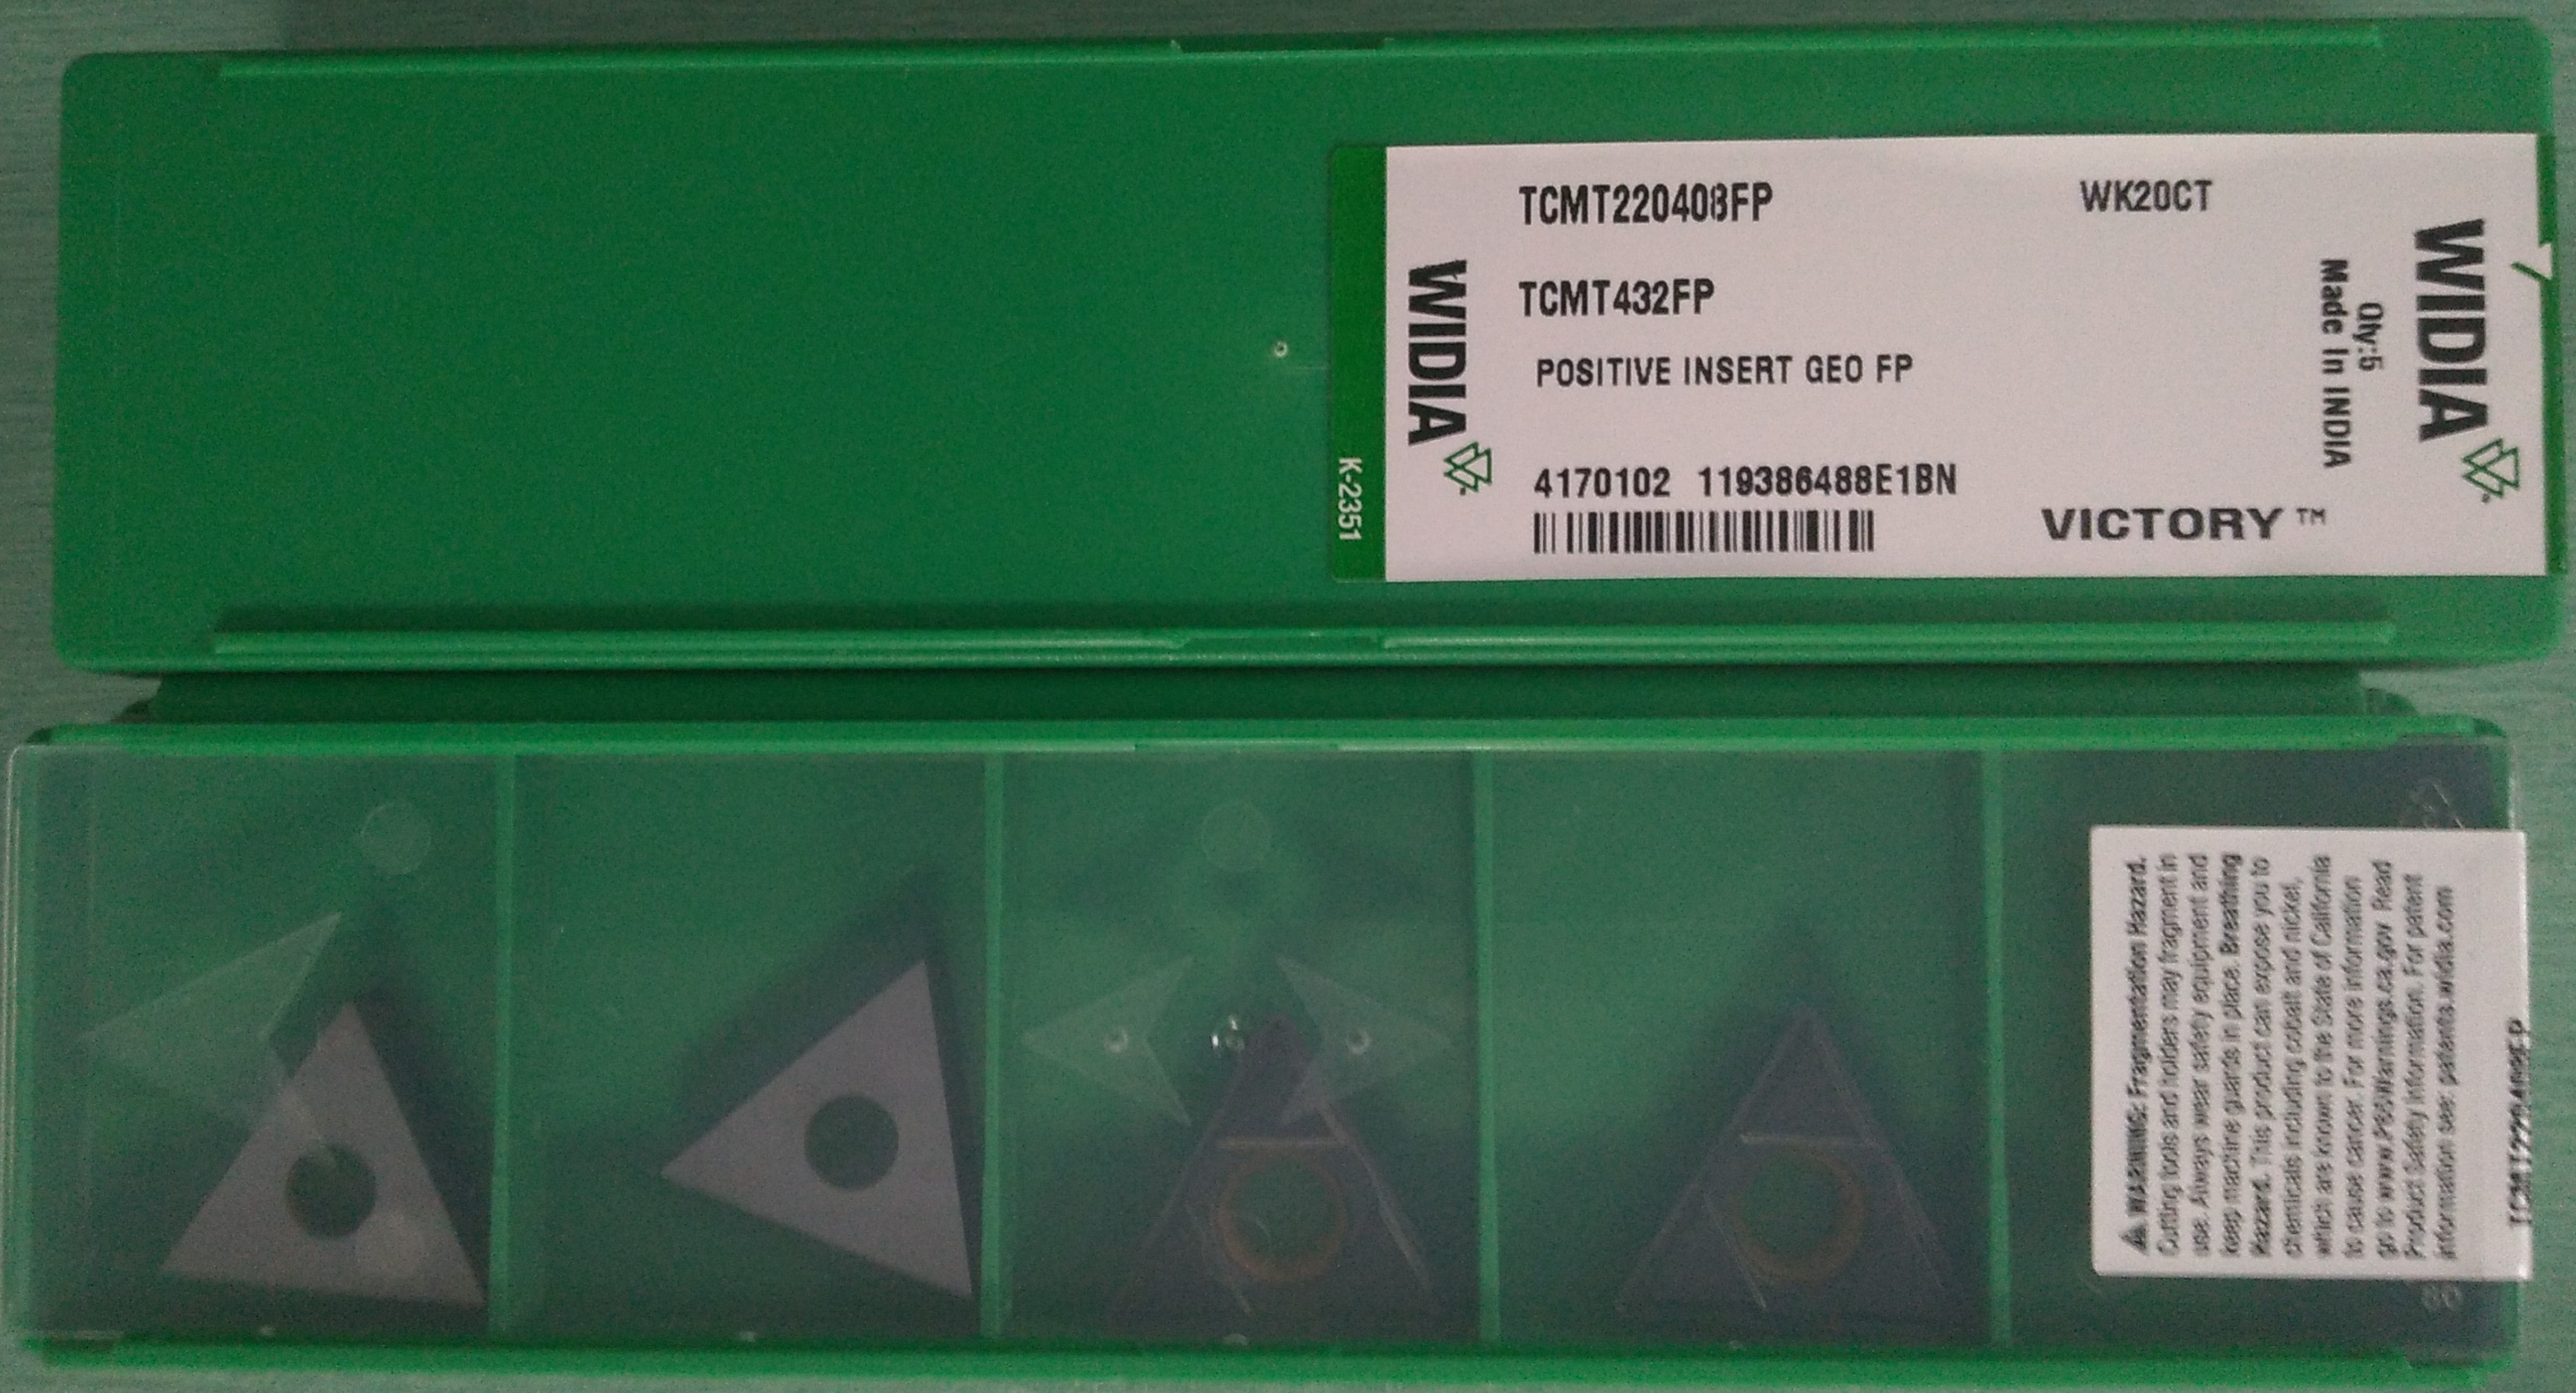 TCMT220408FP WK20CT
TCMT432FP
POSITIVE INSERT GEO FP
4170102 119386488E1BN
VICTORY™
WIDIA
K-2351
Qty:5
Made In INDIA
WIDIA
WARNING: Fragmentation Hazard.
Cutting tools and holders may fragment in
use. Always wear safety equipment and
keep machine guards in place. Breathing
Hazard. This product can expose you to
chemicals including cobalt and nickel,
which are known to the State of California
to cause cancer. For more information
go to www.P65Warnings.ca.gov Read
Product Safety Information. For patent
information see: patents.widia.com
TCMT220408FP